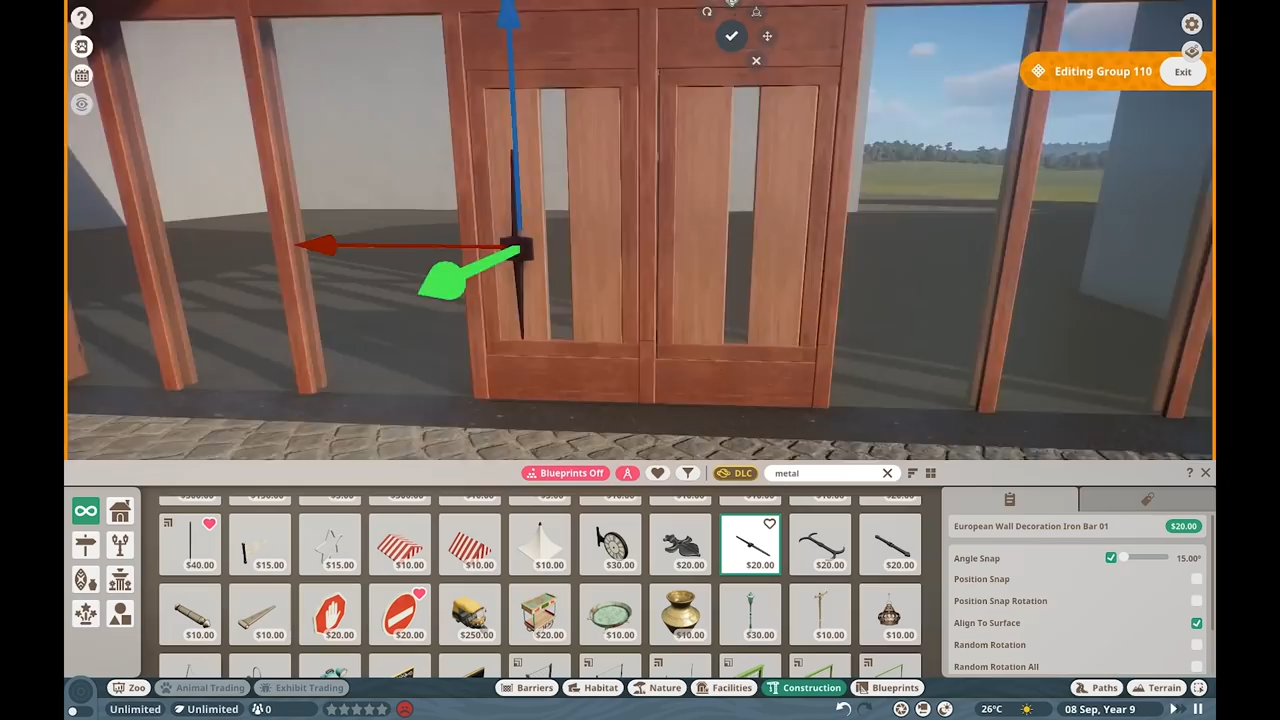 ?
Editing Group 110
Exit
Blueprints Off
DLC
metal
?
$40.00 $15.00 $15.00 $10.00 $10.00 $10.00 $30.00 $20.00 $20.00 $20.00 $20.00
$10.00 $10.00 $20.00 $20.00 $250.00 $20.00 $10.00 $10.00 $30.00 $10.00 $10.00
European Wall Decoration Iron Bar 01 $20.00
Angle Snap 15.00°
Position Snap
Position Snap Rotation
Align To Surface
Random Rotation
Random Rotation All
Zoo Animal Trading Exhibit Trading Barriers Habitat Nature Facilities Construction Blueprints Paths Terrain
Unlimited Unlimited 0 26°C 08 Sep, Year 9